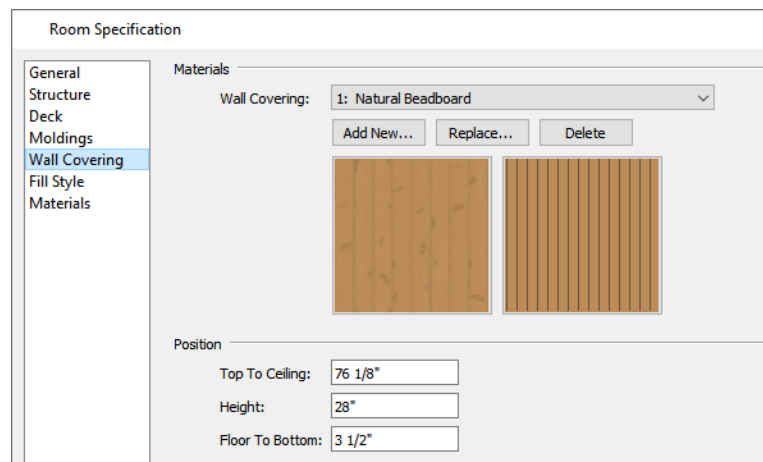 Room Specification
General
Structure
Deck
Moldings
Wall Covering
Fill Style
Materials
Materials
Wall Covering: 1: Natural Beadboard
Add New... Replace... Delete
Position
Top To Ceiling: 76 1/8"
Height: 28"
Floor To Bottom: 3 1/2"